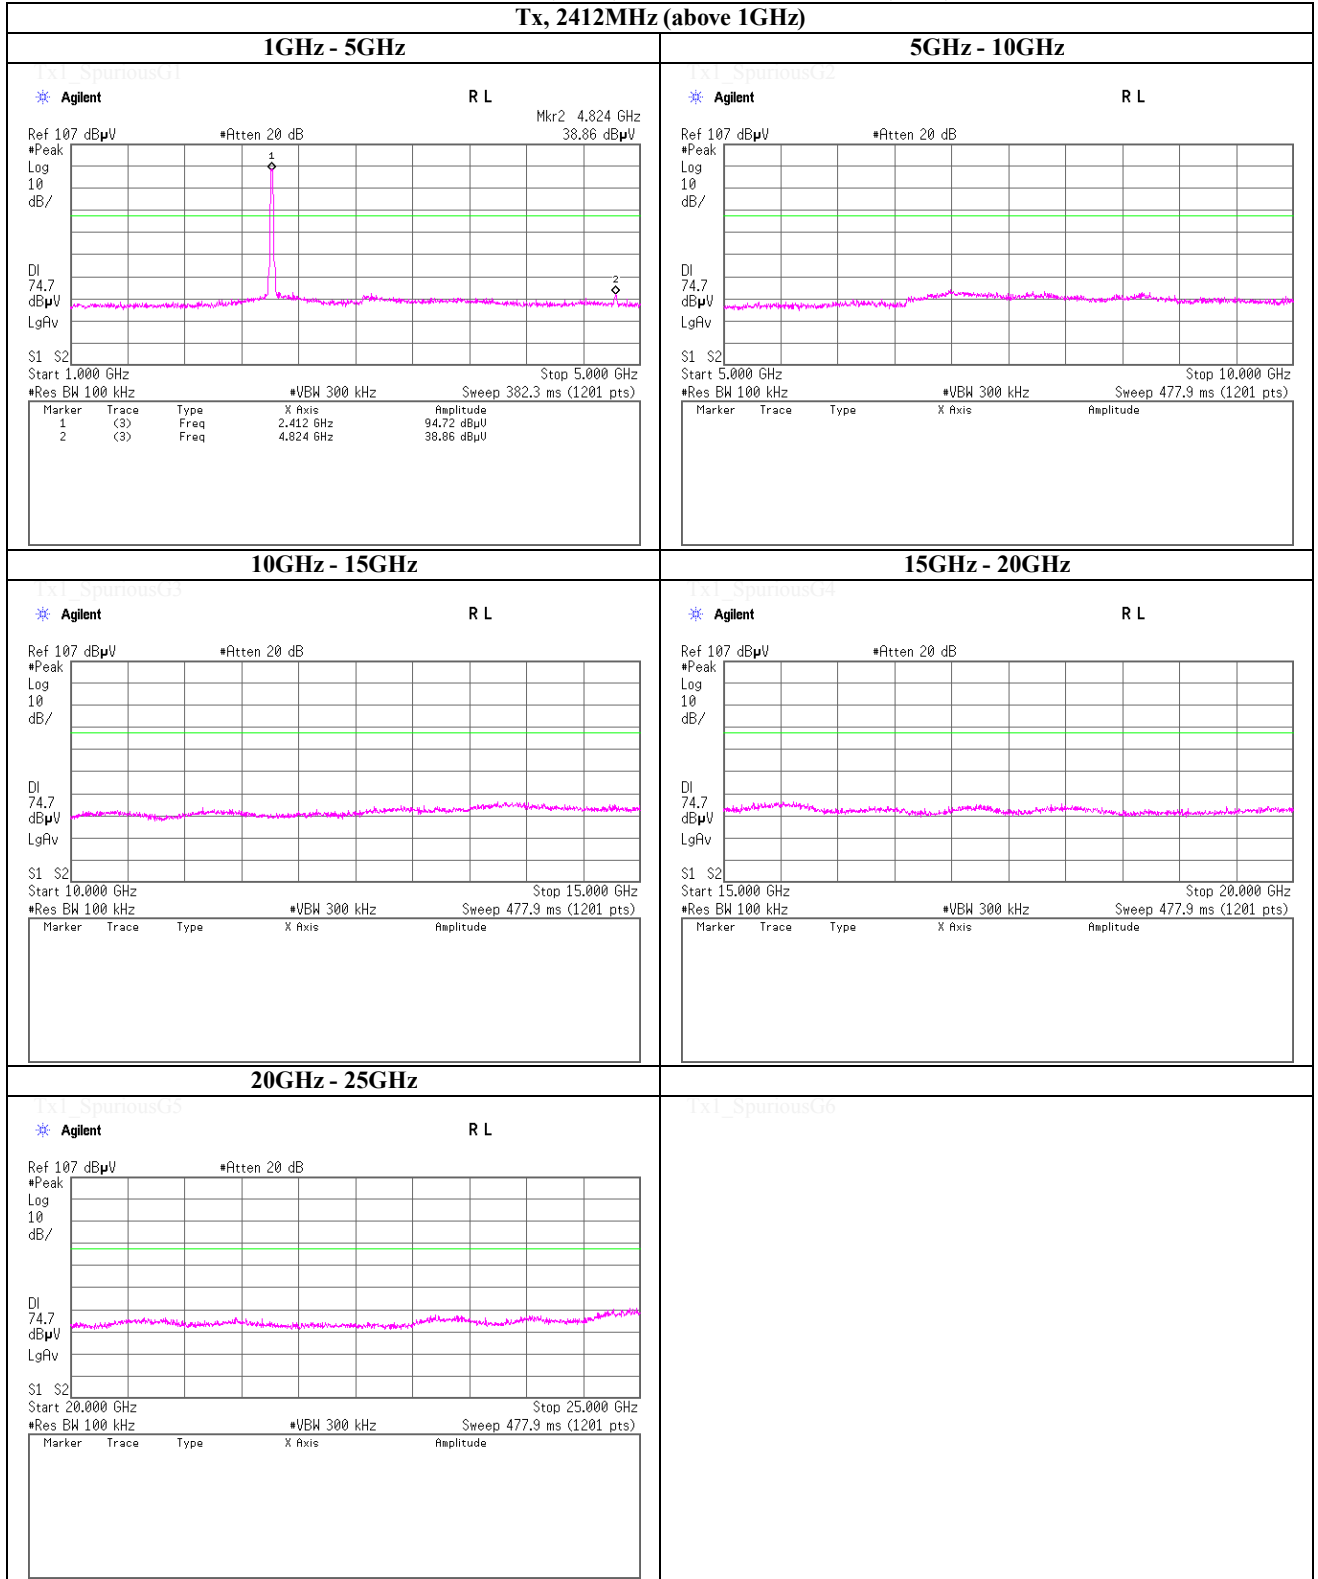 Tx, 2412MHz (above 1GHz)
1GHz - 5GHz
Tx1_SpuriousG1
Agilent
R L
Mkr2 4.824 GHz
Ref 107 dBµV #Atten 20 dB 38.86 dBµV
#Peak
Log
10
dB/
1
2
DI
74.7
dBµV
LgAv
S1 S2
Start 1.000 GHz Stop 5.000 GHz
#Res BW 100 kHz #VBW 300 kHz Sweep 382.3 ms (1201 pts)
Marker Trace Type X Axis Amplitude
1 (3) Freq 2.412 GHz 94.72 dBµV
2 (3) Freq 4.824 GHz 38.86 dBµV
5GHz - 10GHz
Tx1_SpuriousG2
Agilent
R L
Ref 107 dBµV #Atten 20 dB
#Peak
Log
10
dB/
DI
74.7
dBµV
LgAv
S1 S2
Start 5.000 GHz Stop 10.000 GHz
#Res BW 100 kHz #VBW 300 kHz Sweep 477.9 ms (1201 pts)
Marker Trace Type X Axis Amplitude
10GHz - 15GHz
Tx1_SpuriousG3
Agilent
R L
Ref 107 dBµV #Atten 20 dB
#Peak
Log
10
dB/
DI
74.7
dBµV
LgAv
S1 S2
Start 10.000 GHz Stop 15.000 GHz
#Res BW 100 kHz #VBW 300 kHz Sweep 477.9 ms (1201 pts)
Marker Trace Type X Axis Amplitude
15GHz - 20GHz
Tx1_SpuriousG4
Agilent
R L
Ref 107 dBµV #Atten 20 dB
#Peak
Log
10
dB/
DI
74.7
dBµV
LgAv
S1 S2
Start 15.000 GHz Stop 20.000 GHz
#Res BW 100 kHz #VBW 300 kHz Sweep 477.9 ms (1201 pts)
Marker Trace Type X Axis Amplitude
20GHz - 25GHz
Tx1_SpuriousG5
Agilent
R L
Ref 107 dBµV #Atten 20 dB
#Peak
Log
10
dB/
DI
74.7
dBµV
LgAv
S1 S2
Start 20.000 GHz Stop 25.000 GHz
#Res BW 100 kHz #VBW 300 kHz Sweep 477.9 ms (1201 pts)
Marker Trace Type X Axis Amplitude
Tx1_SpuriousG6